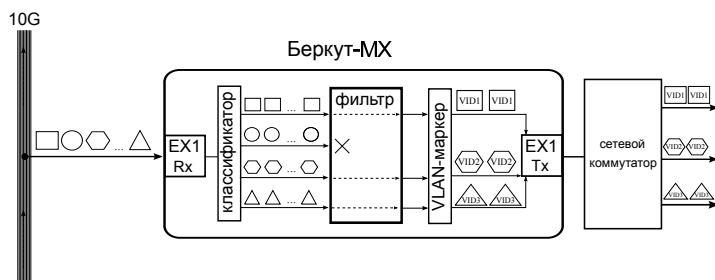 10G
Беркут-MX
... 
EX1
Rx
классификатор
...
...
...
...
фильтр
VLAN-маркер
VID1 VID1
VID2 VID2
VID3 VID3
EX1
Tx
сетевой
коммутатор
VID1 VID1
VID2 VID2
VID3 VID3